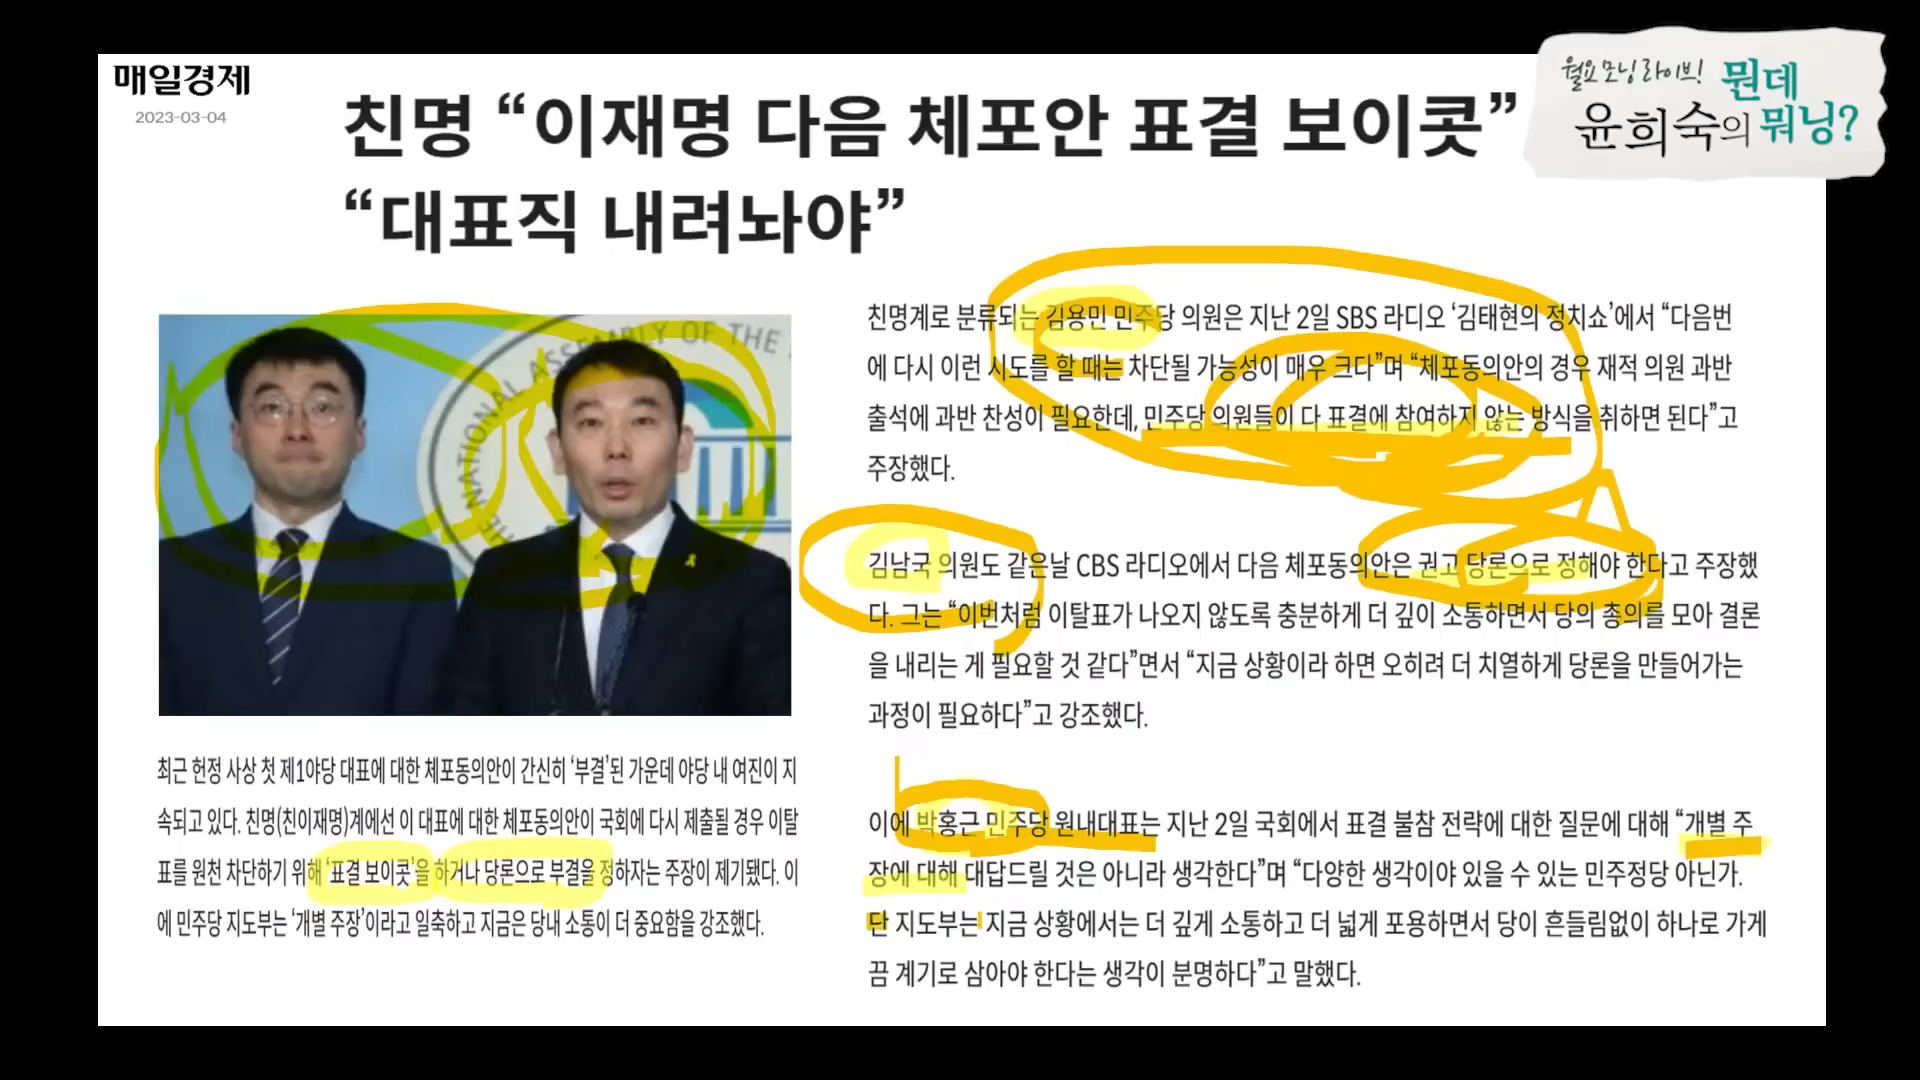 매일경제
2023-03-04
월요모닝라이브! 뭔데
윤희숙의 뭐닝?
친명 “이재명 다음 체포안 표결 보이콧”
“대표직 내려놔야”
THE NATIONAL ASSEMBLY OF THE
최근 헌정 사상 첫 제1야당 대표에 대한 체포동의안이 간신히 ‘부결’된 가운데 야당 내 여진이 지
속되고 있다. 친명(친이재명)계에선 이 대표에 대한 체포동의안이 국회에 다시 제출될 경우 이탈
표를 원천 차단하기 위해 ‘표결 보이콧’을 하거나 당론으로 부결을 정하자는 주장이 제기됐다. 이
에 민주당 지도부는 ‘개별 주장’이라고 일축하고 지금은 당내 소통이 더 중요함을 강조했다.
친명계로 분류되는 김용민 민주당 의원은 지난 2일 SBS 라디오 ‘김태현의 정치쇼’에서 “다음번
에 다시 이런 시도를 할 때는 차단될 가능성이 매우 크다”며 “체포동의안의 경우 재적 의원 과반
출석에 과반 찬성이 필요한데, 민주당 의원들이 다 표결에 참여하지 않는 방식을 취하면 된다”고
주장했다.
김남국 의원도 같은날 CBS 라디오에서 다음 체포동의안은 권고 당론으로 정해야 한다고 주장했
다. 그는 “이번처럼 이탈표가 나오지 않도록 충분하게 더 깊이 소통하면서 당의 총의를 모아 결론
을 내리는 게 필요할 것 같다”면서 “지금 상황이라 하면 오히려 더 치열하게 당론을 만들어가는
과정이 필요하다”고 강조했다.
이에 박홍근 민주당 원내대표는 지난 2일 국회에서 표결 불참 전략에 대한 질문에 대해 “개별 주
장에 대해 대답드릴 것은 아니라 생각한다”며 “다양한 생각이야 있을 수 있는 민주정당 아닌가.
단 지도부는 지금 상황에서는 더 깊게 소통하고 더 넓게 포용하면서 당이 흔들림없이 하나로 가게
끔 계기로 삼아야 한다는 생각이 분명하다”고 말했다.